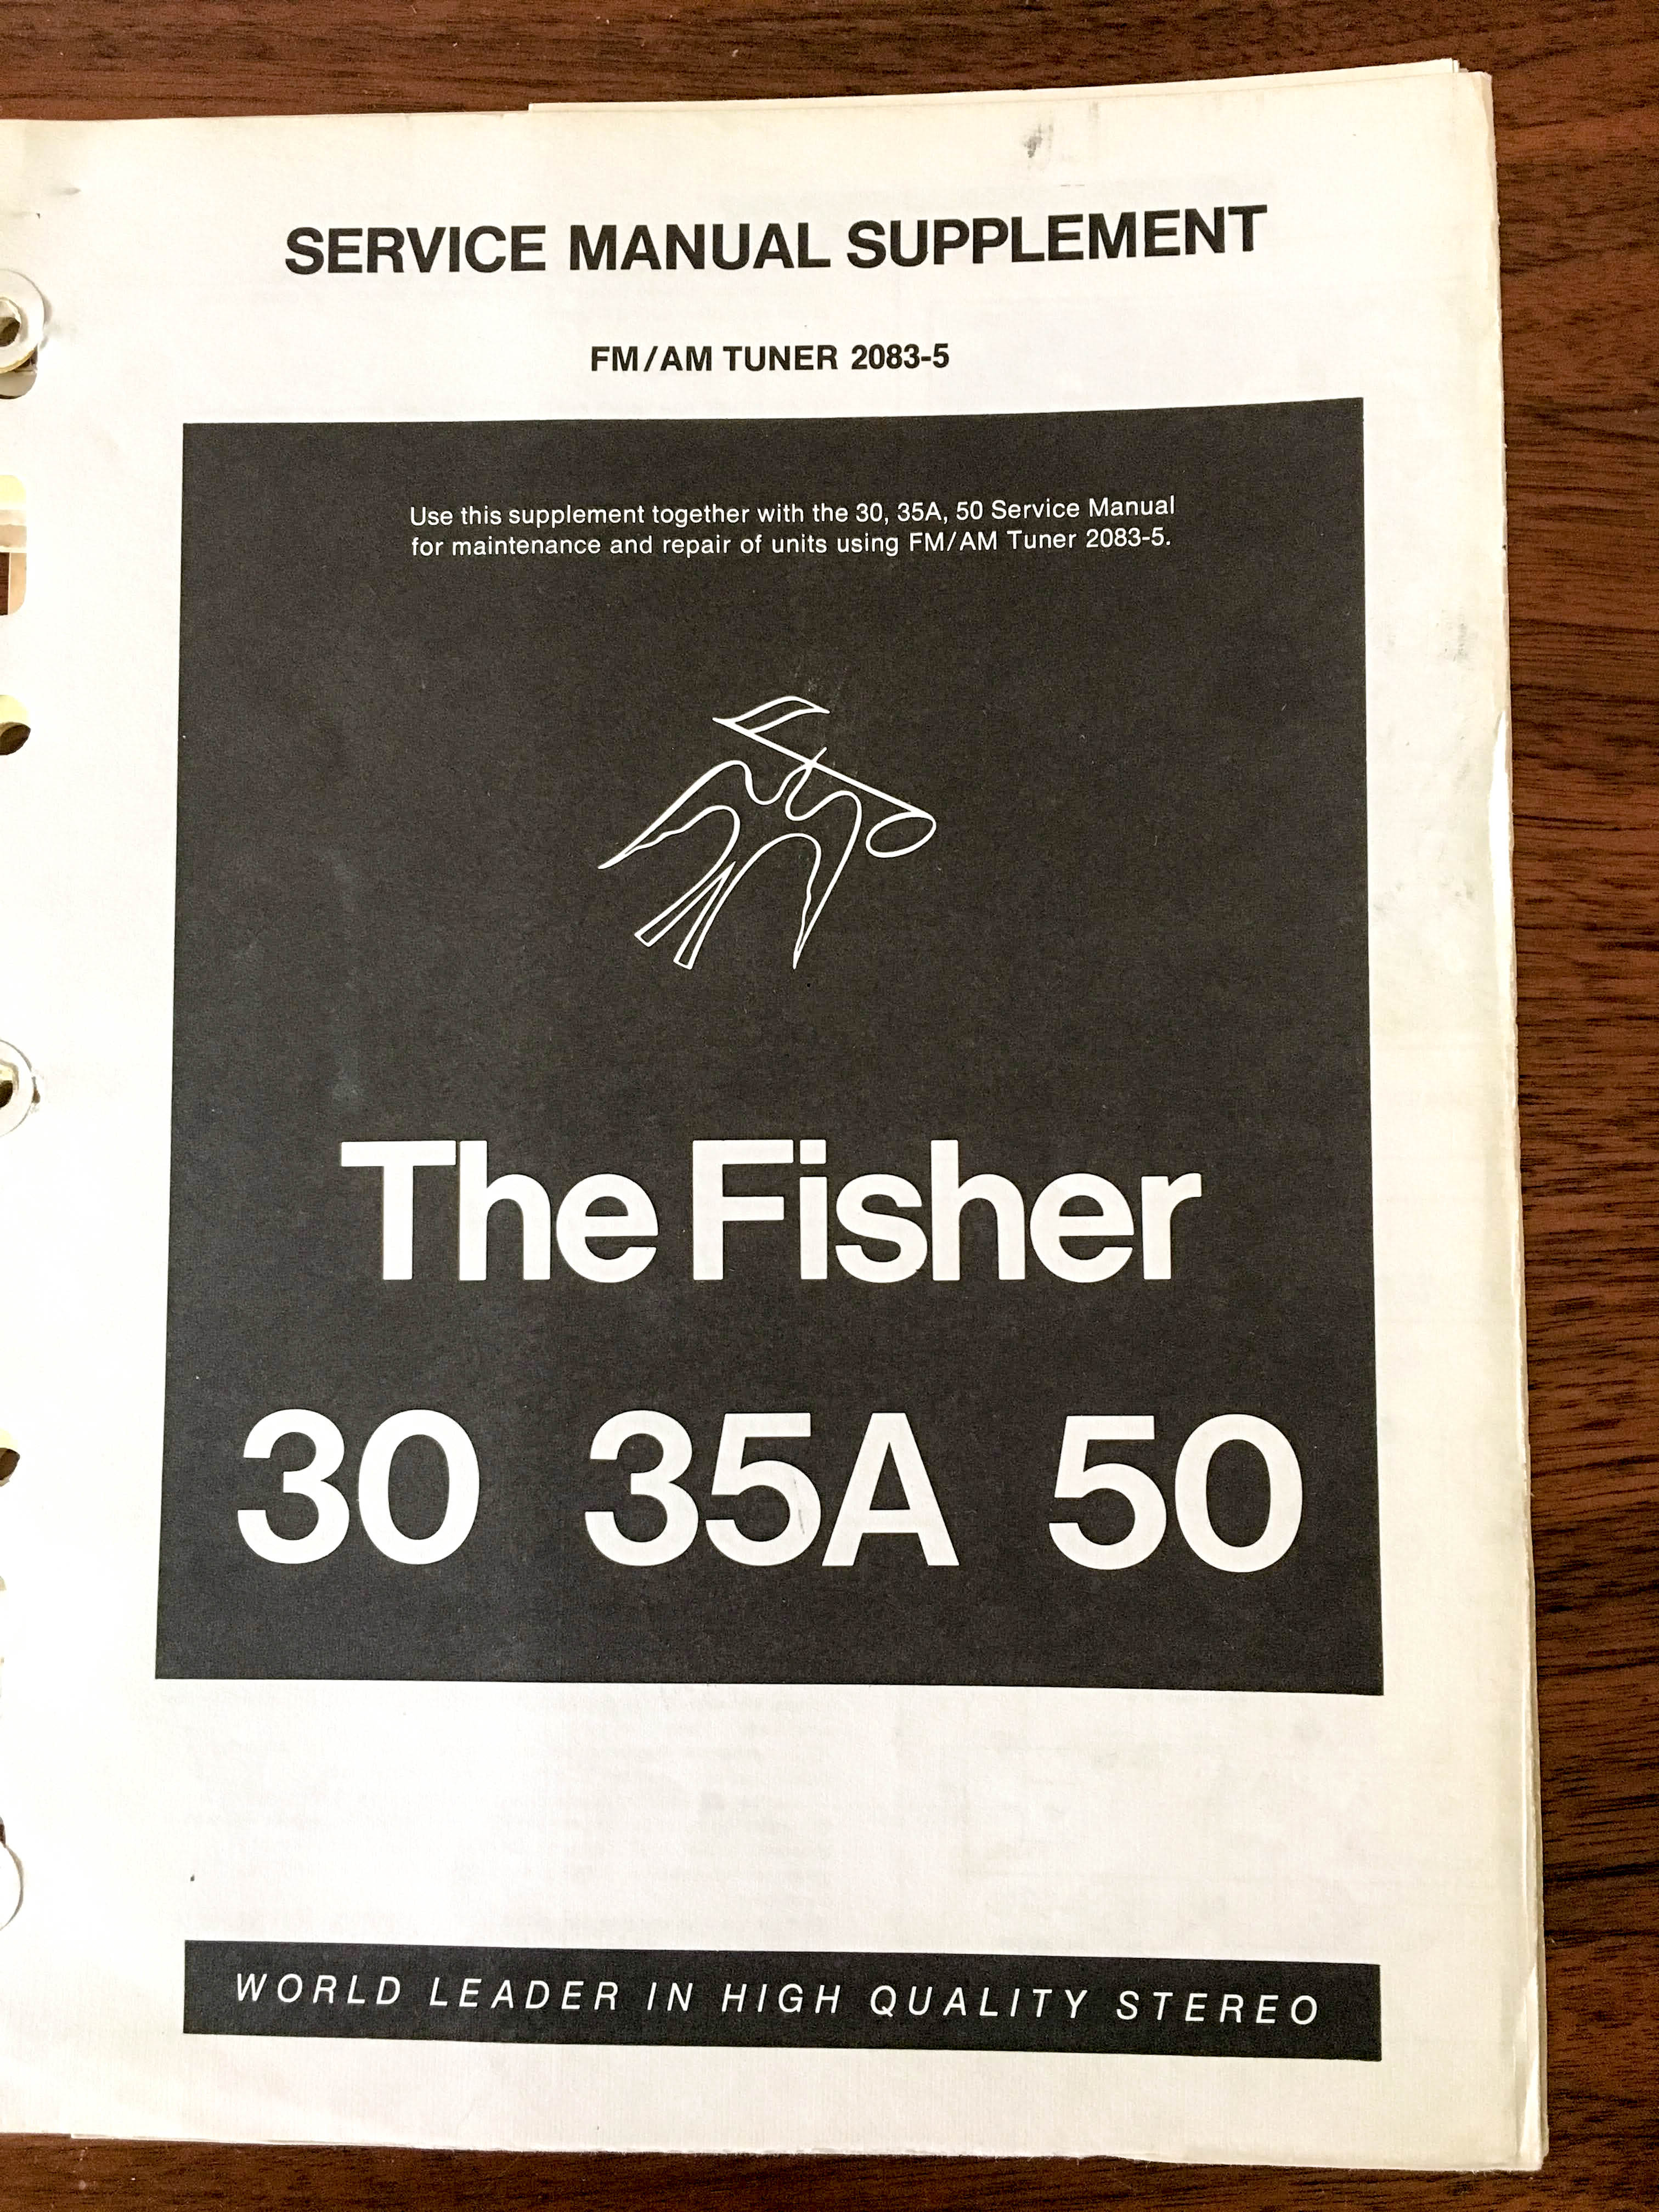 SERVICE MANUAL SUPPLEMENT
FM/AM TUNER 2083-5
Use this supplement together with the 30, 35A, 50 Service Manual
for maintenance and repair of units using FM/AM Tuner 2083-5.
The Fisher
30 35A 50
WORLD LEADER IN HIGH QUALITY STEREO